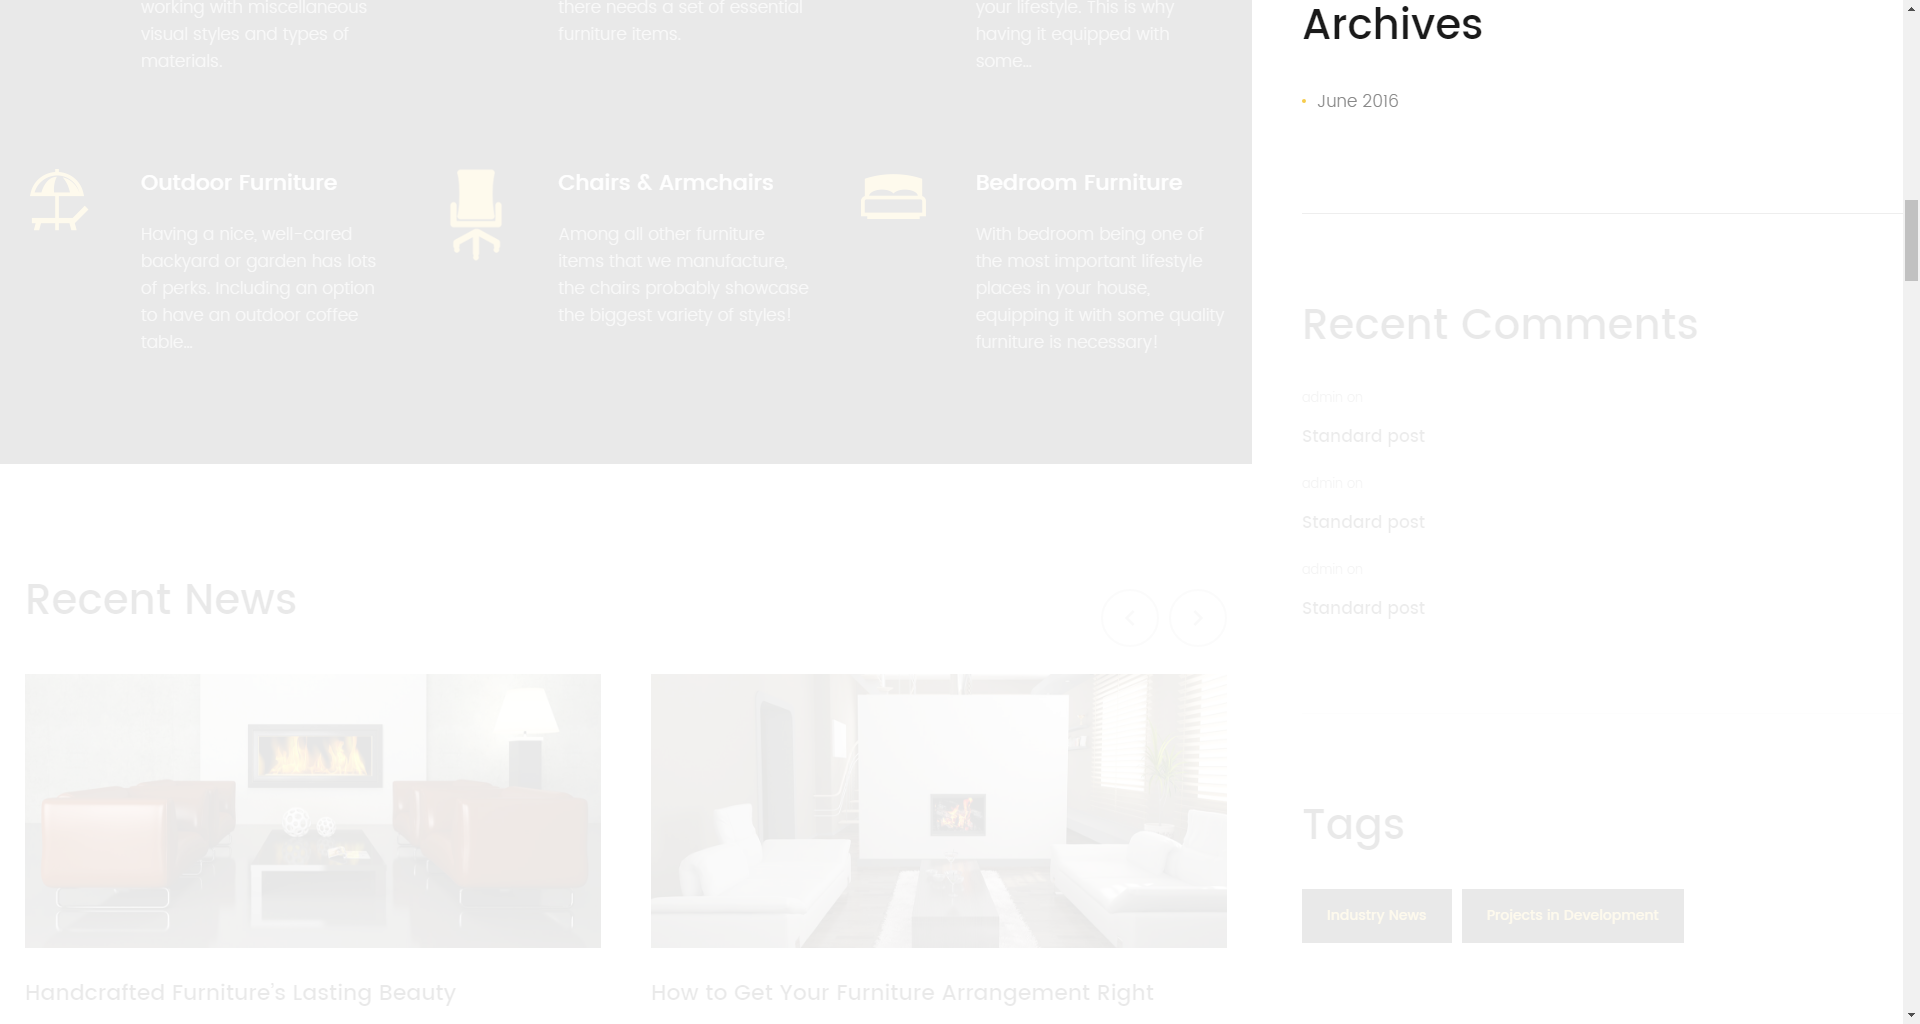 working with miscellaneous
visual styles and types of
materials.
there needs a set of essential
furniture items.
your lifestyle. This is why
having it equipped with
some...
Outdoor Furniture
Having a nice, well-cared
backyard or garden has lots
of perks. Including an option
to have an outdoor coffee
table...
Chairs & Armchairs
Among all other furniture
items that we manufacture,
the chairs probably showcase
the biggest variety of styles!
Bedroom Furniture
With bedroom being one of
the most important lifestyle
places in your house,
equipping it with some quality
furniture is necessary!
Recent News
Handcrafted Furniture's Lasting Beauty
How to Get Your Furniture Arrangement Right
Archives
June 2016
Recent Comments
admin on
Standard post
admin on
Standard post
admin on
Standard post
Tags
Industry News
Projects in Development